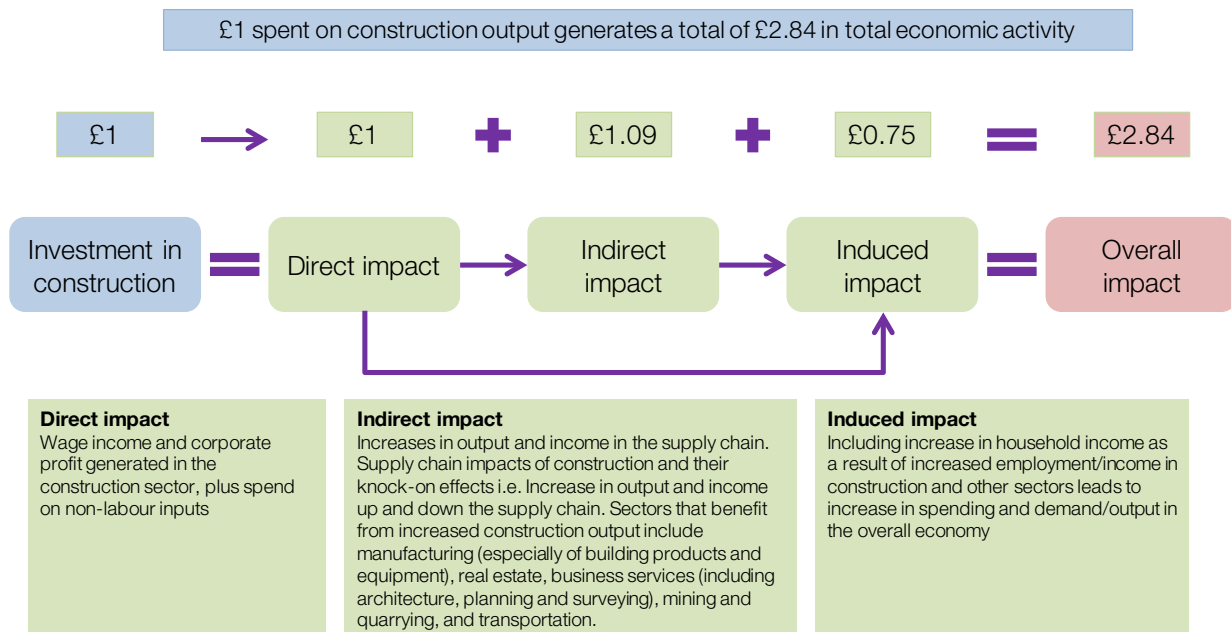 £1 spent on construction output generates a total of £2.84 in total economic activity
£1
£1
£1.09
£0.75
£2.84
Investment in
construction
Direct impact
Indirect
impact
Induced
impact
Overall
impact
Direct impact
Wage income and corporate
profit generated in the
construction sector, plus spend
on non-labour inputs
Indirect impact
Increases in output and income in the supply chain.
Supply chain impacts of construction and their
knock-on effects i.e. Increase in output and income
up and down the supply chain. Sectors that benefit
from increased construction output include
manufacturing (especially of building products and
equipment), real estate, business services (including
architecture, planning and surveying), mining and
quarrying, and transportation.
Induced impact
Including increase in household income as
a result of increased employment/income in
construction and other sectors leads to
increase in spending and demand/output in
the overall economy